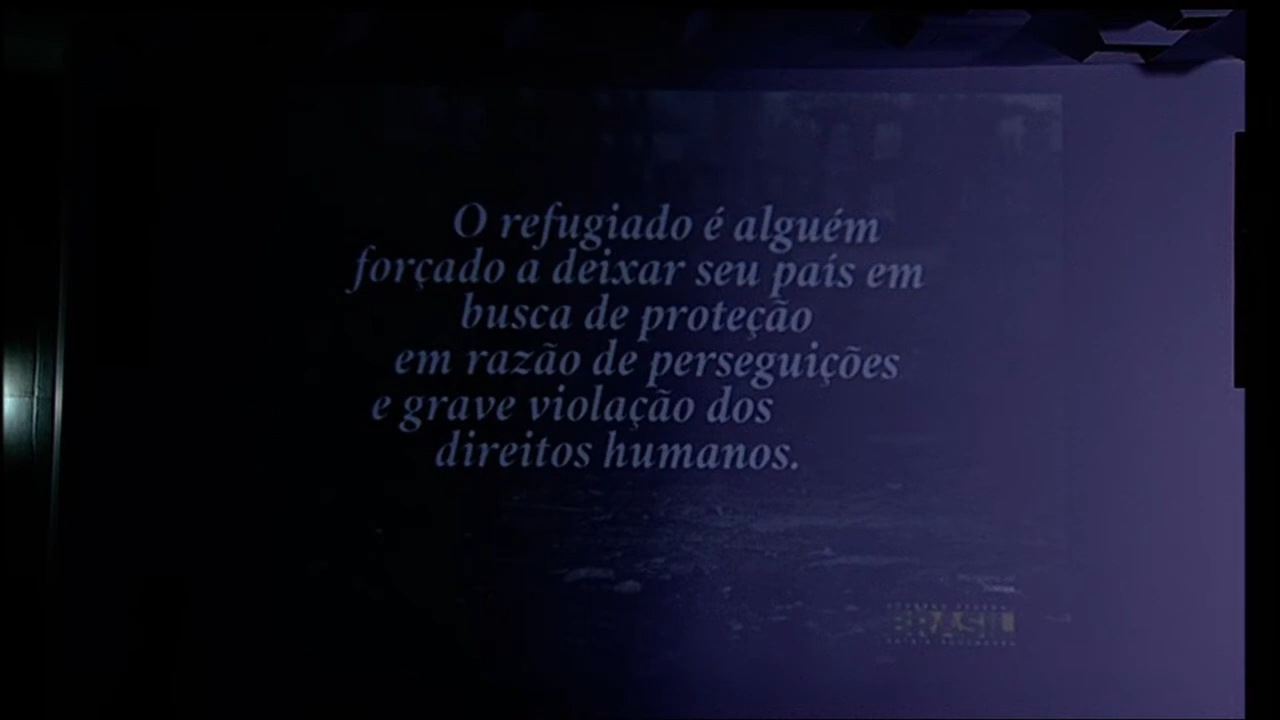 O refugiado é alguém
forçado a deixar seu país em
busca de proteção
em razão de perseguições
e grave violação dos
direitos humanos.
BRASIL